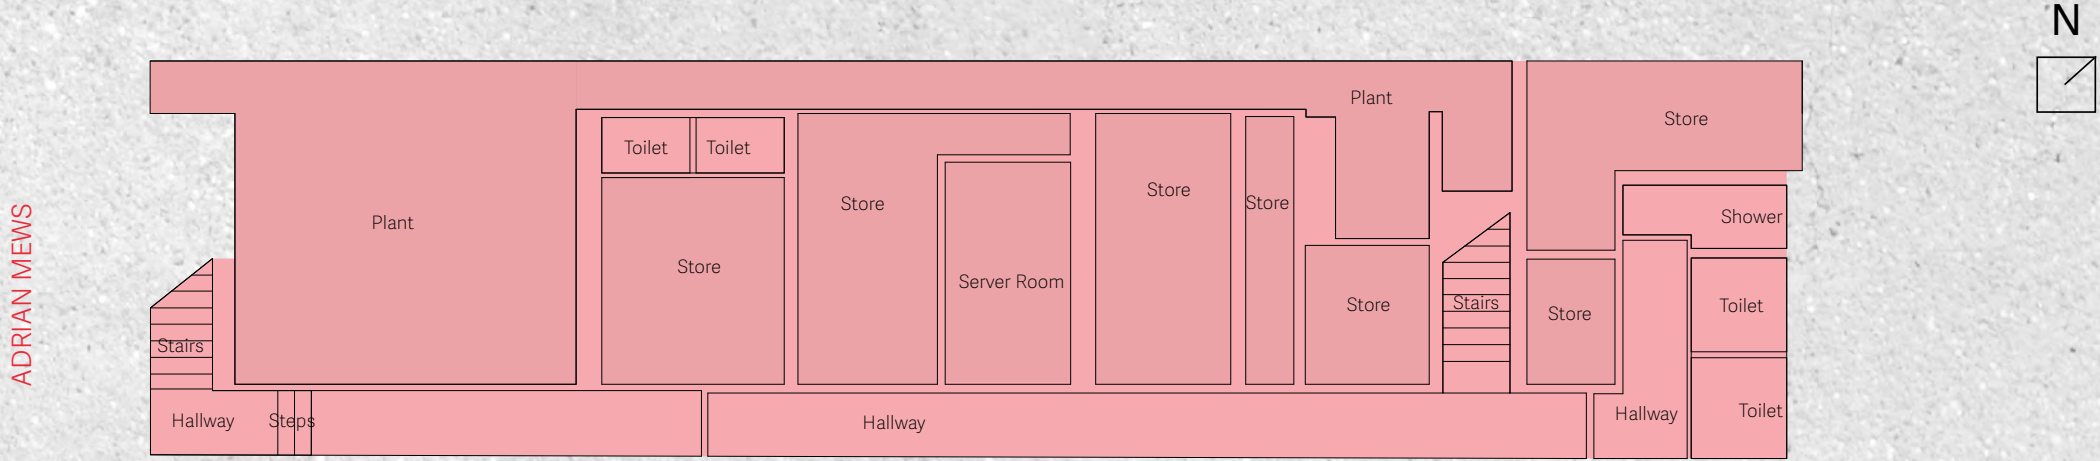 N
Plant
Store
Toilet
Toilet
Store
Store
Store
Shower
Plant
Store
Server Room
Stairs
Store
Store
Toilet
Stairs
Hallway
Steps
Hallway
Hallway
Toilet
ADRIAN MEWS